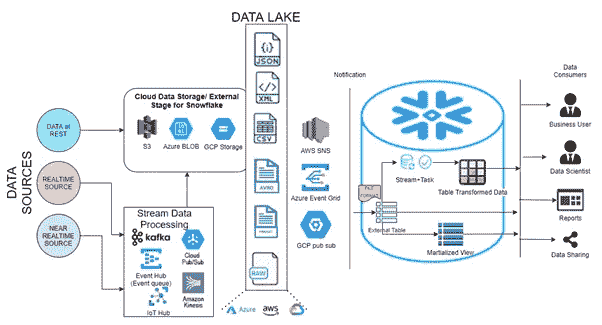 DATA LAKE
DATA SOURCES
DATA at
REST
REALTIME
SOURCE
NEAR
REALTIME
SOURCE
Cloud Data Storage/ External
Stage for Snowflake
S3
Azure BLOB
GCP Storage
Stream Data
Processing
kafka
Cloud
Pub/Sub
Event Hub
(Event queue)
IoT Hub
Amazon
Kinesis
JSON
XML
CSV
AVRO
PARQUET
RAW
Azure
aws
Notification
AWS SNS
Azure Event Grid
GCP pub sub
FILE
FORMAT
Stream+Task
Table Transformed Data
External Table
Martialized View
Data
Consumers
Business User
Data Scientist
Reports
Data Sharing